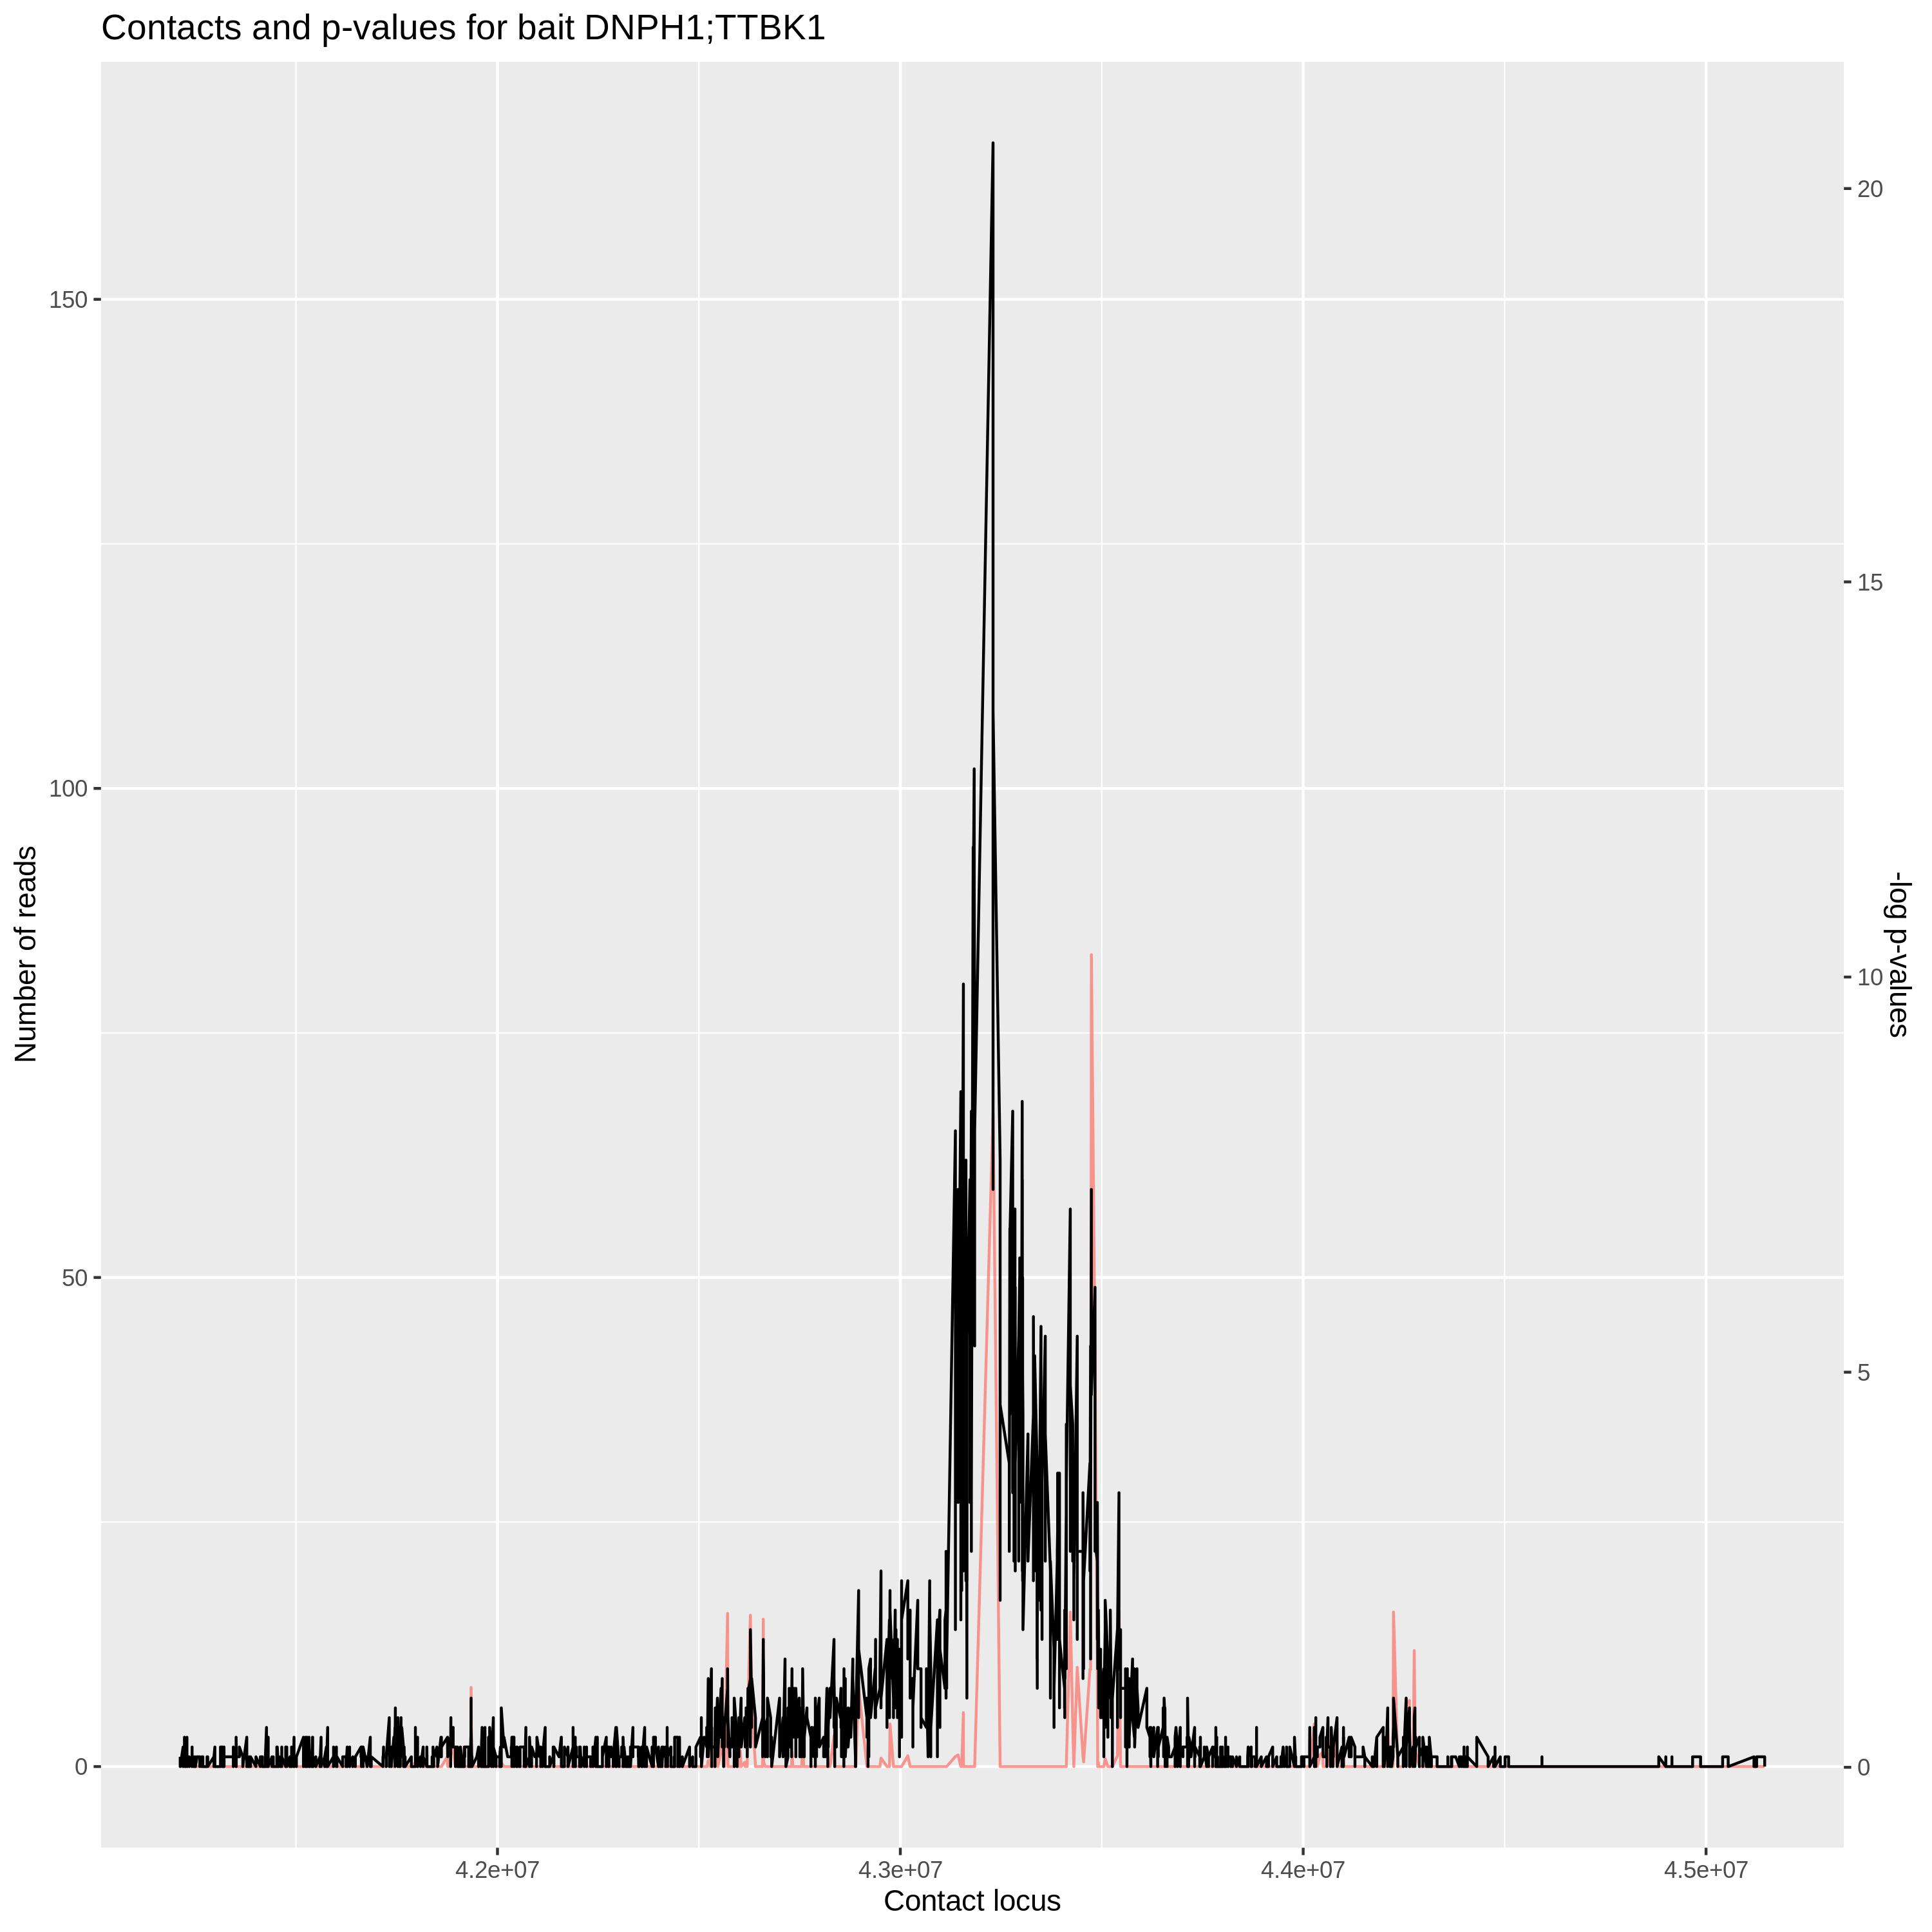 Contacts and p-values for bait DNPH1;TTBK1
150
100
50
0
Number of reads
20
15
10
5
0
-log p-values
4.2e+07
4.3e+07
4.4e+07
4.5e+07
Contact locus